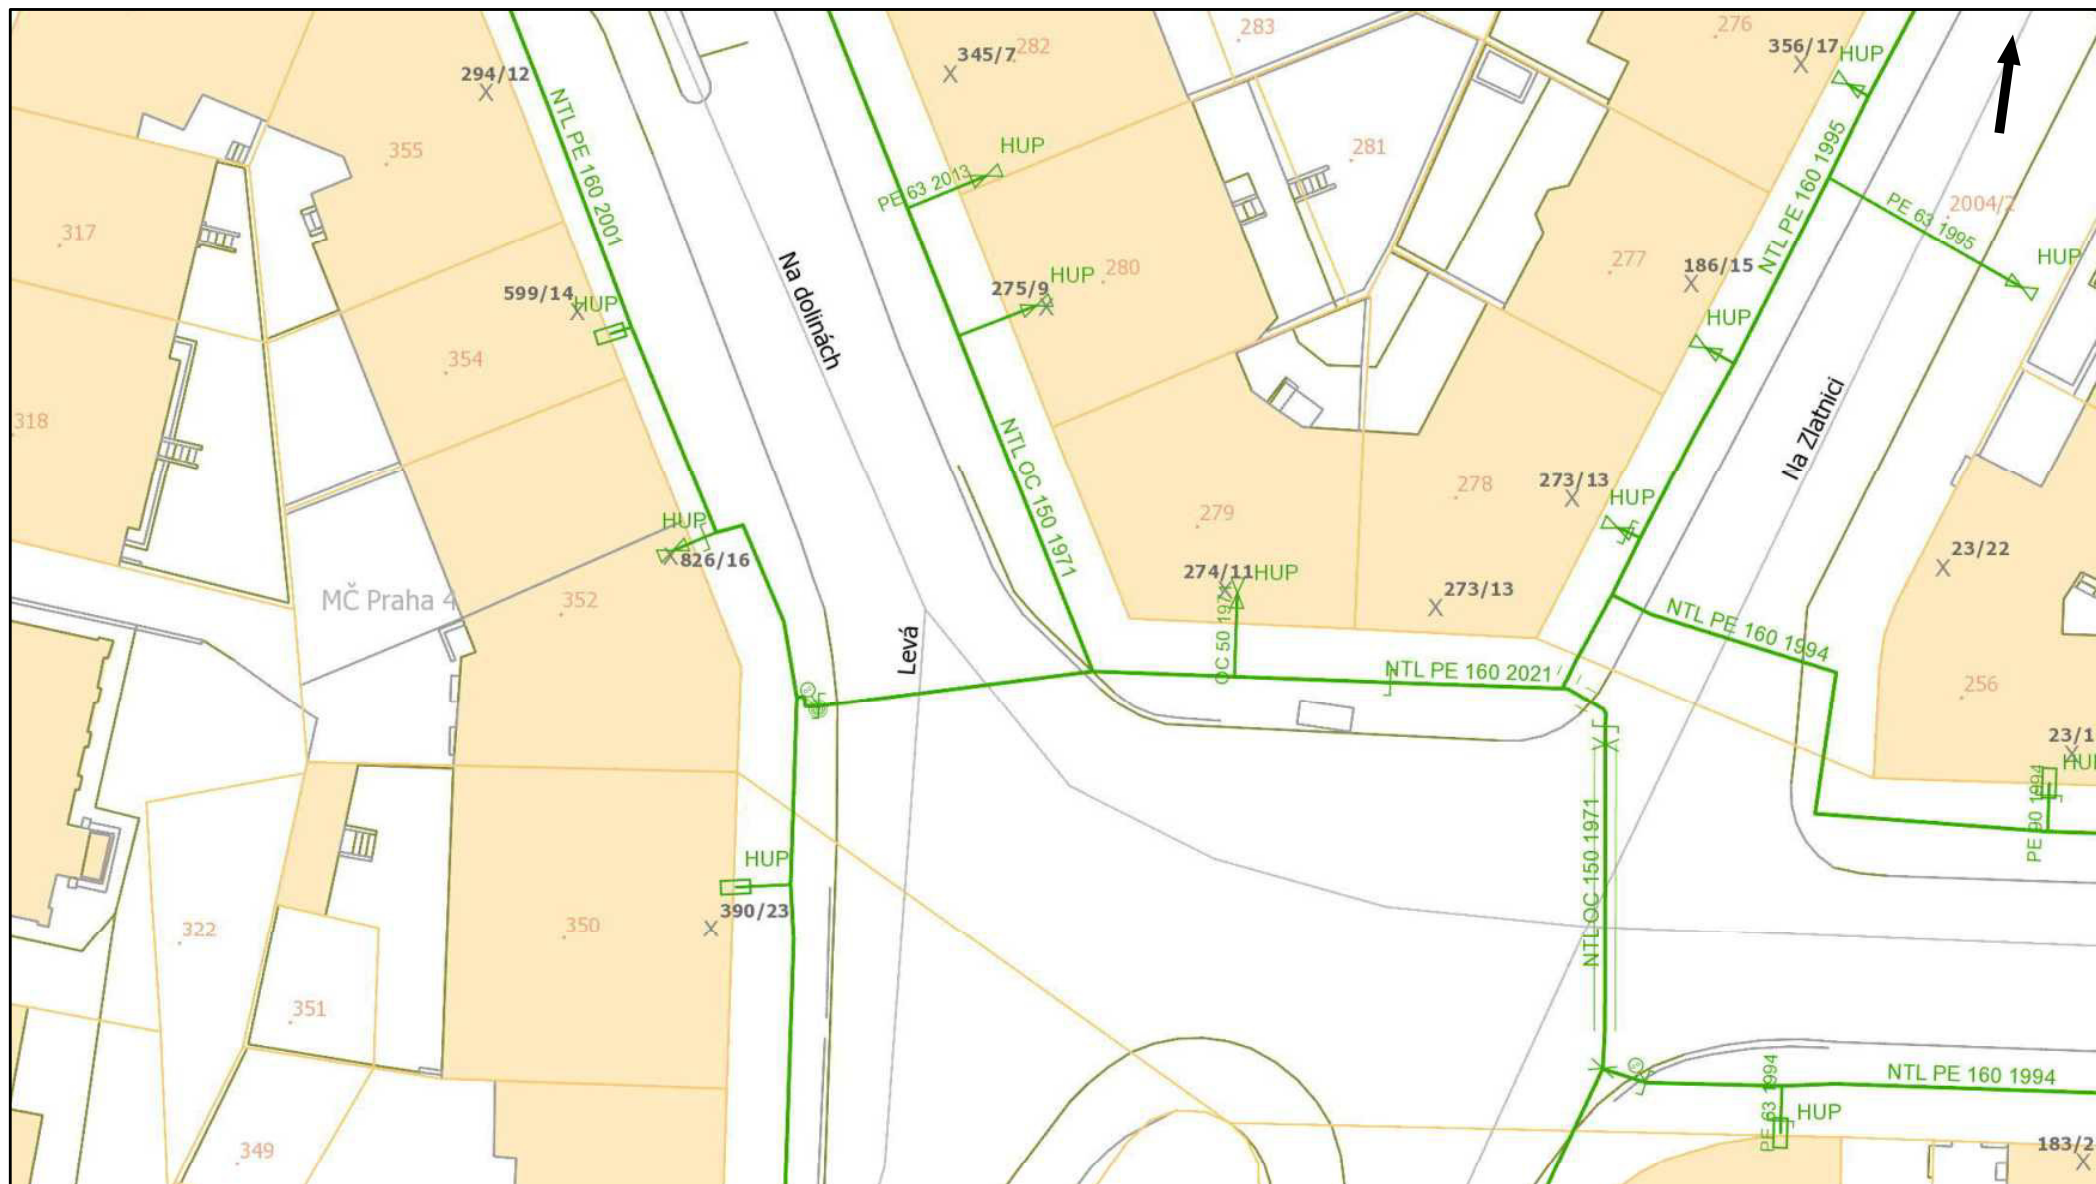 283
276
345/7
282
356/17
HUP
294/12
NTL PE 160 2001
355
HUP
281
NTL PE 160 1995
PE 63 2013
2004/2
PE 63 1995
317
Na dolinách
HUP
280
277
186/15
HUP
599/14
HUP
275/9
HUP
354
Na Zlatnici
318
NTL OC 150 1971
278
273/13
HUP
279
HUP
826/16
23/22
274/11
HUP
273/13
MČ Praha 4
352
OC 50 197
Levá
NTL PE 160 1994
NTL PE 160 2021
256
23/1
HUP
PE 90 1994
NTL OC 150 1971
HUP
390/23
350
322
351
PE 63 1994
NTL PE 160 1994
HUP
349
183/2